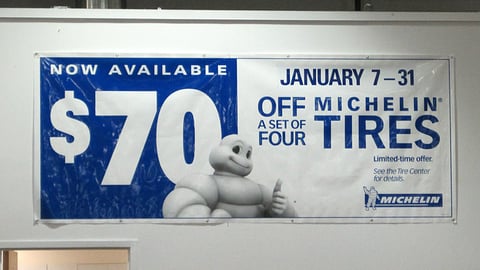 NOW AVAILABLE
$70
JANUARY 7-31
OFF
A SET OF
FOUR
MICHELIN®
TIRES
Limited-time offer.
See the Tire Center
for details.
MICHELIN